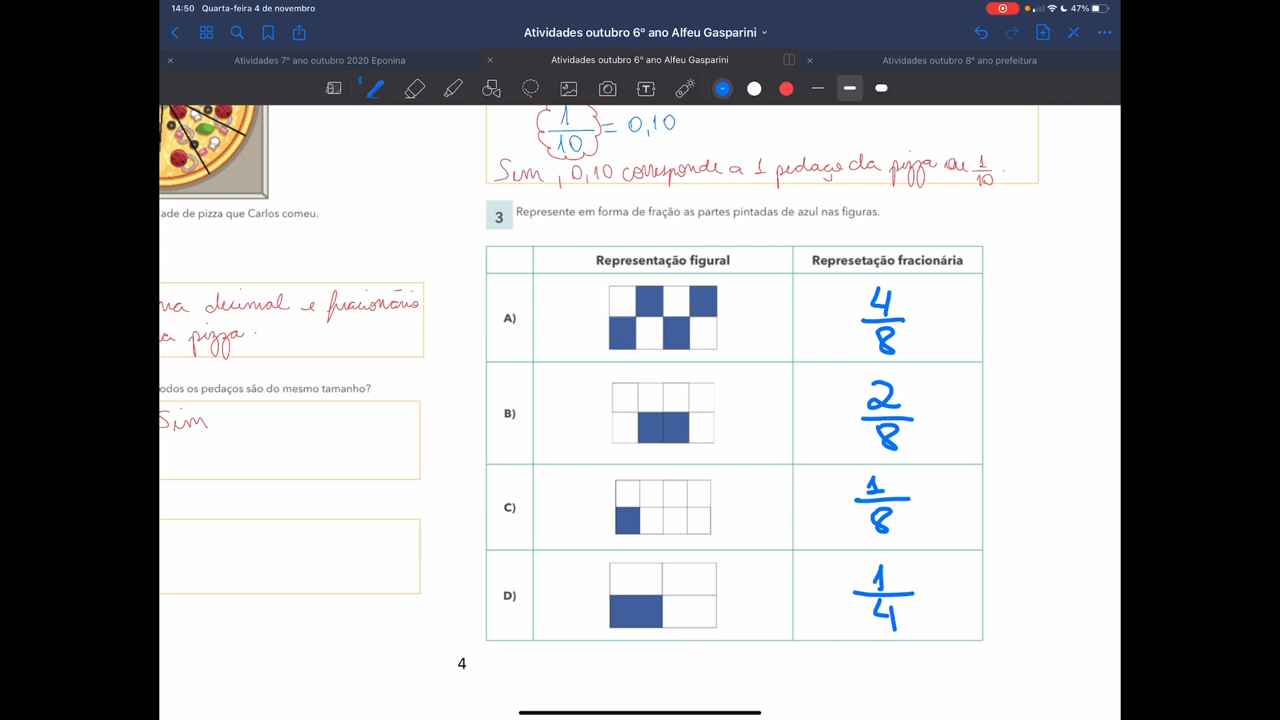 14:50 Quarta-feira 4 de novembro
47%
Atividades outubro 6º ano Alfeu Gasparini
Atividades 7º ano outubro 2020 Eponina
Atividades outubro 6º ano Alfeu Gasparini
Atividades outubro 8º ano prefeitura
1/10 = 0,10
Sim, 0,10 corresponde a 1 pedaço da pizza ou 1/10.
ade de pizza que Carlos comeu.
3 Represente em forma de fração as partes pintadas de azul nas figuras.
Representação figural
Represetação fracionária
A)
4/8
ma decimal e fracionário
a pizza.
odos os pedaços são do mesmo tamanho?
Sim
B)
2/8
C)
1/8
D)
1/4
4